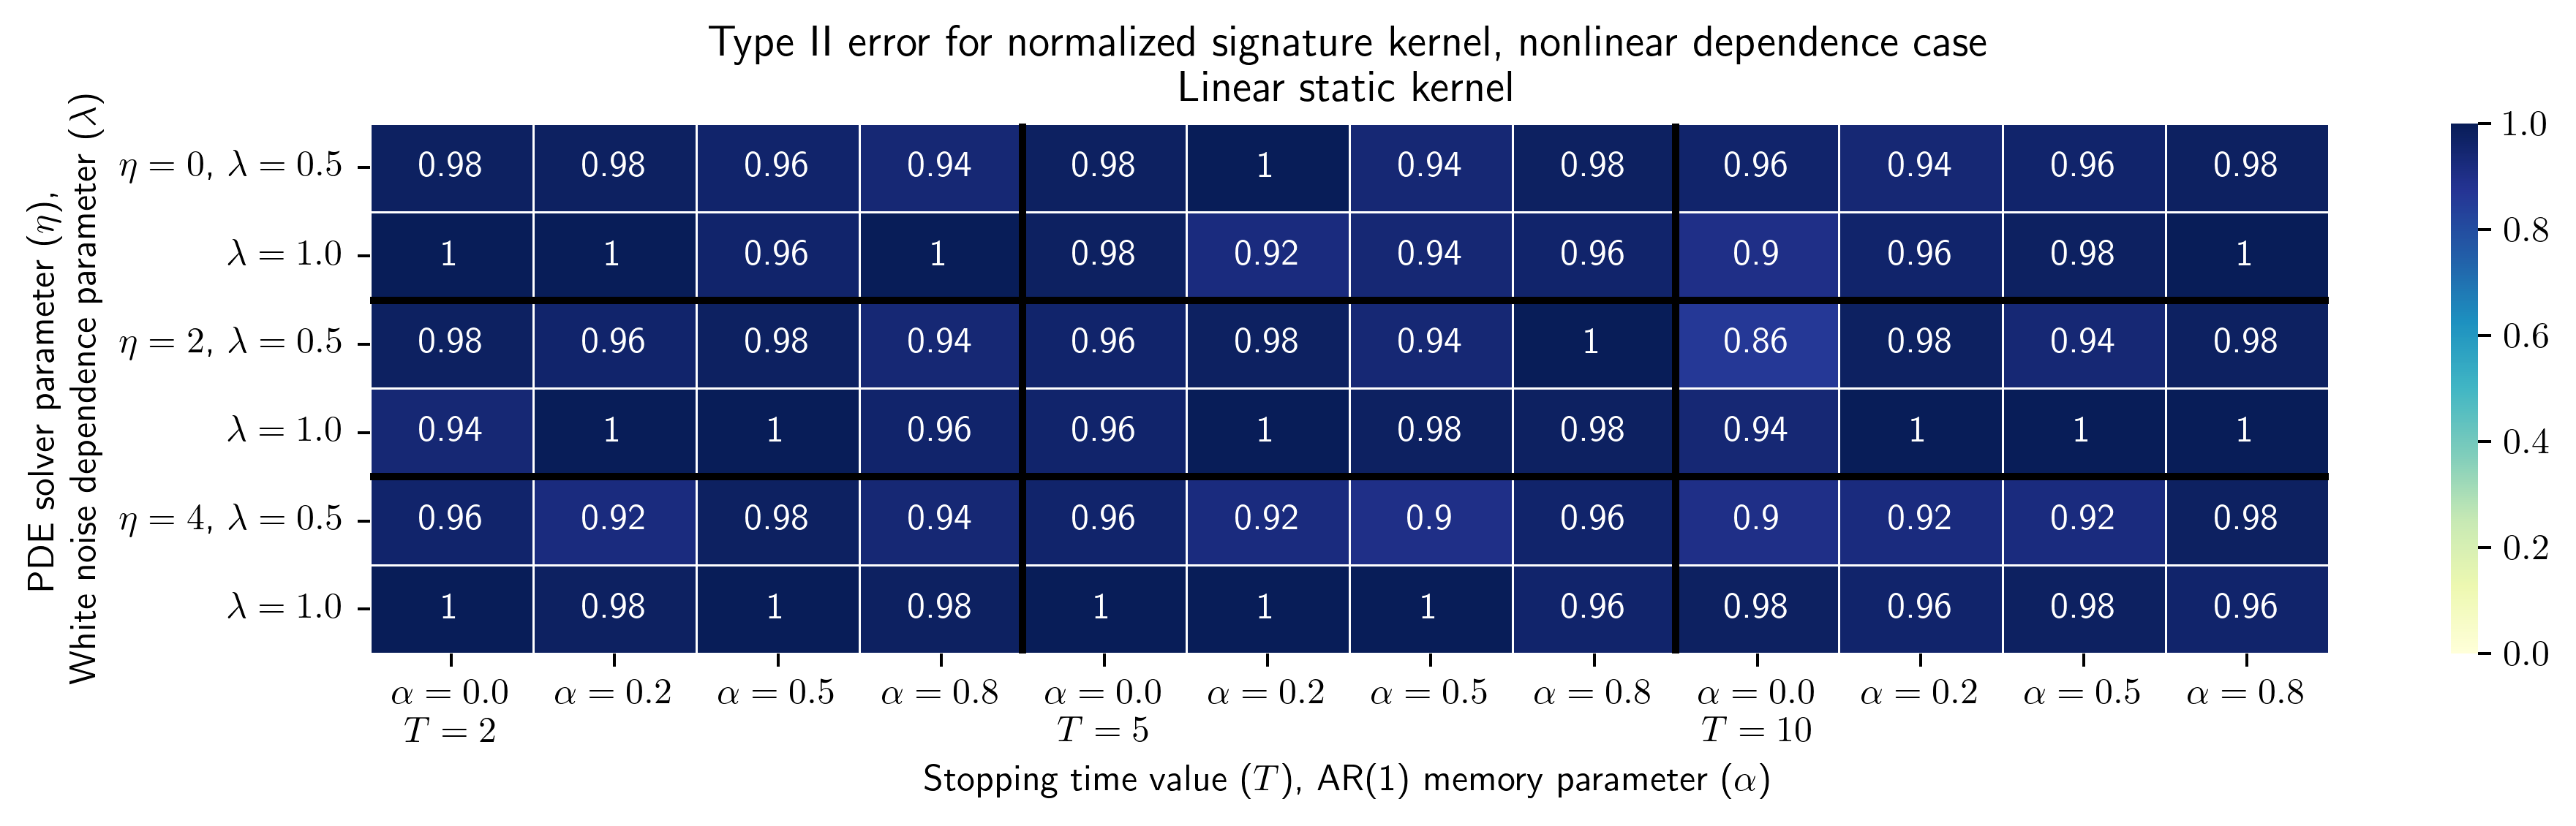 Type II error for normalized signature kernel, nonlinear dependence case
Linear static kernel
PDE solver parameter (η),
White noise dependence parameter (λ)
η = 0, λ = 0.5 0.98 0.98 0.96 0.94 0.98 1 0.94 0.98 0.96 0.94 0.96 0.98
λ = 1.0 1 1 0.96 1 0.98 0.92 0.94 0.96 0.9 0.96 0.98 1
η = 2, λ = 0.5 0.98 0.96 0.98 0.94 0.96 0.98 0.94 1 0.86 0.98 0.94 0.98
λ = 1.0 0.94 1 1 0.96 0.96 1 0.98 0.98 0.94 1 1 1
η = 4, λ = 0.5 0.96 0.92 0.98 0.94 0.96 0.92 0.9 0.96 0.9 0.92 0.92 0.98
λ = 1.0 1 0.98 1 0.98 1 1 1 0.96 0.98 0.96 0.98 0.96
α = 0.0 α = 0.2 α = 0.5 α = 0.8 α = 0.0 α = 0.2 α = 0.5 α = 0.8 α = 0.0 α = 0.2 α = 0.5 α = 0.8
T = 2 T = 5 T = 10
Stopping time value (T), AR(1) memory parameter (α)
1.0
0.8
0.6
0.4
0.2
0.0